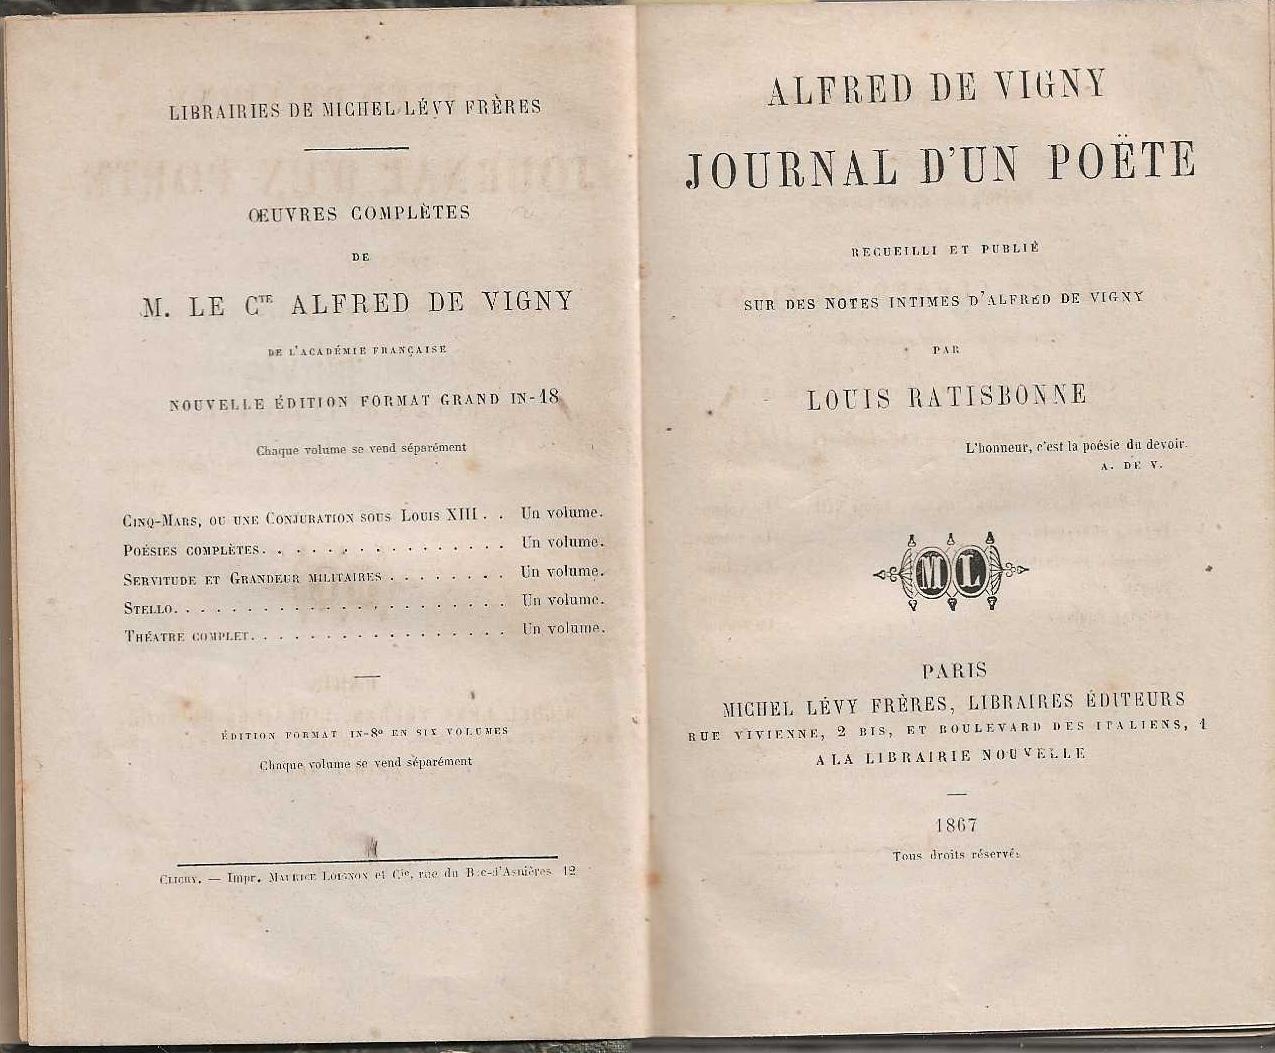 LIBRAIRIES DE MICHEL LÉVY FRÈRES
ŒUVRES COMPLÈTES
DE
M. LE CTE ALFRED DE VIGNY
DE L'ACADÉMIE FRANÇAISE
NOUVELLE ÉDITION FORMAT GRAND IN-18
Chaque volume se vend séparément
CINQ-MARS, OU UNE CONJURATION SOUS LOUIS XIII . . Un volume.
POÉSIES COMPLÈTES. . . . . . . . . . . . . . . . Un volume.
SERVITUDE ET GRANDEUR MILITAIRES . . . . . . . . Un volume.
STELLO. . . . . . . . . . . . . . . . . . . . . . Un volume.
THÉATRE COMPLET. . . . . . . . . . . . . . . . . Un volume.
ÉDITION FORMAT IN-8º EN SIX VOLUMES
Chaque volume se vend séparément
CLICHY. — Impr. MAURICE LOIGNON et Cie, rue du Bac-d'Asnières 12
ALFRED DE VIGNY
JOURNAL D'UN POËTE
RECUEILLI ET PUBLIÉ
SUR DES NOTES INTIMES D'ALFRED DE VIGNY
PAR
LOUIS RATISBONNE
L'honneur, c'est la poésie du devoir.
A. DE V.
ML
PARIS
MICHEL LÉVY FRÈRES, LIBRAIRES ÉDITEURS
RUE VIVIENNE, 2 BIS, ET BOULEVARD DES ITALIENS, 1
A LA LIBRAIRIE NOUVELLE
1867
Tous droits réservés